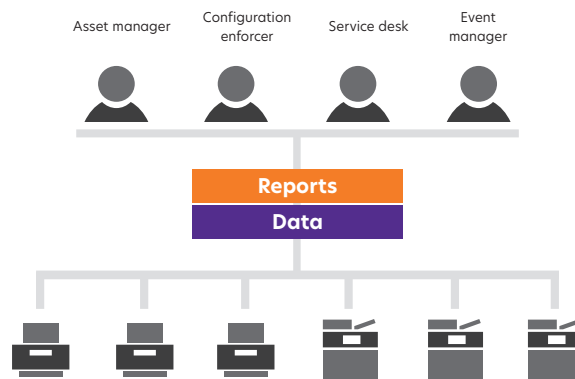 Asset manager
Configuration
enforcer
Service desk
Event
manager
Reports
Data